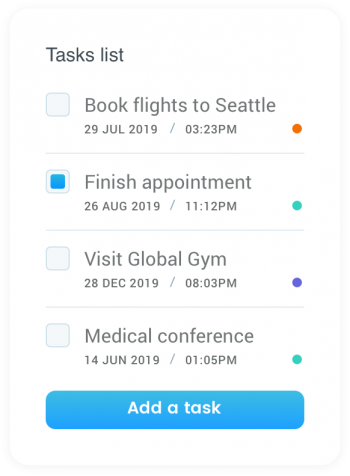 Tasks list
Book flights to Seattle
29 JUL 2019 / 03:23PM
Finish appointment
26 AUG 2019 / 11:12PM
Visit Global Gym
28 DEC 2019 / 08:03PM
Medical conference
14 JUN 2019 / 01:05PM
Add a task